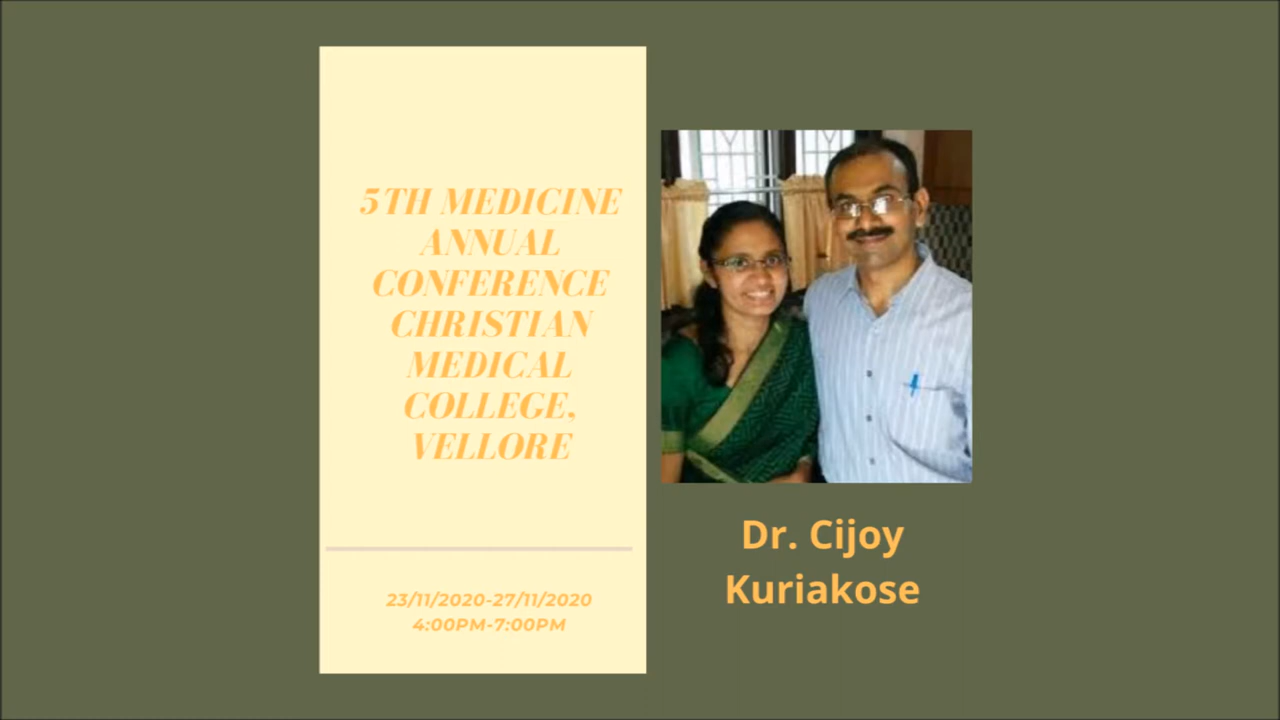 5TH MEDICINE
ANNUAL
CONFERENCE
CHRISTIAN
MEDICAL
COLLEGE,
VELLORE
23/11/2020-27/11/2020
4:00PM-7:00PM
Dr. Cijoy
Kuriakose